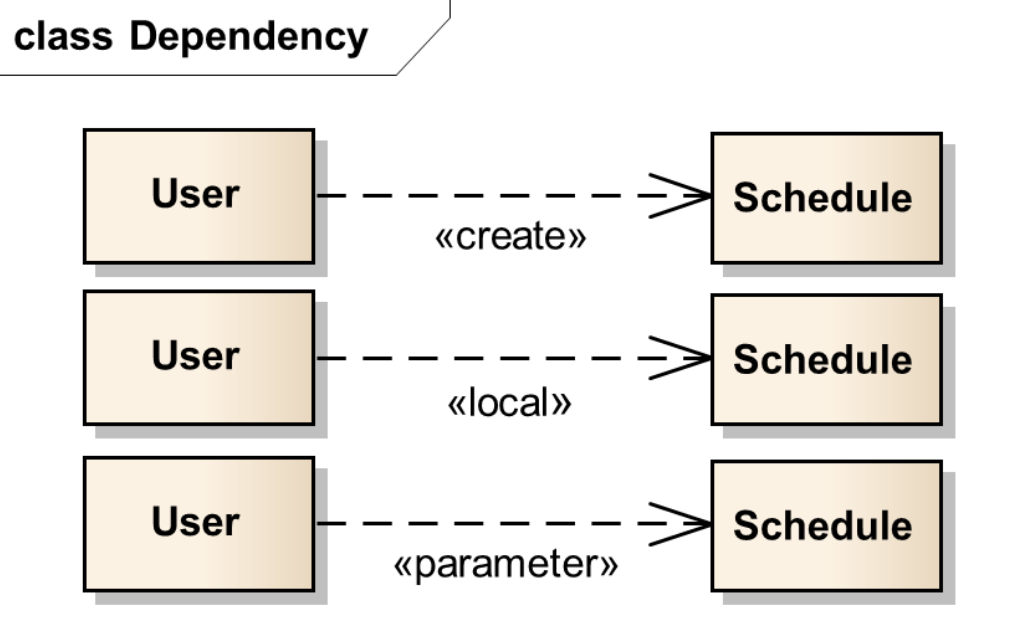 class Dependency
User
Schedule
«create»
User
Schedule
«local»
User
Schedule
«parameter»